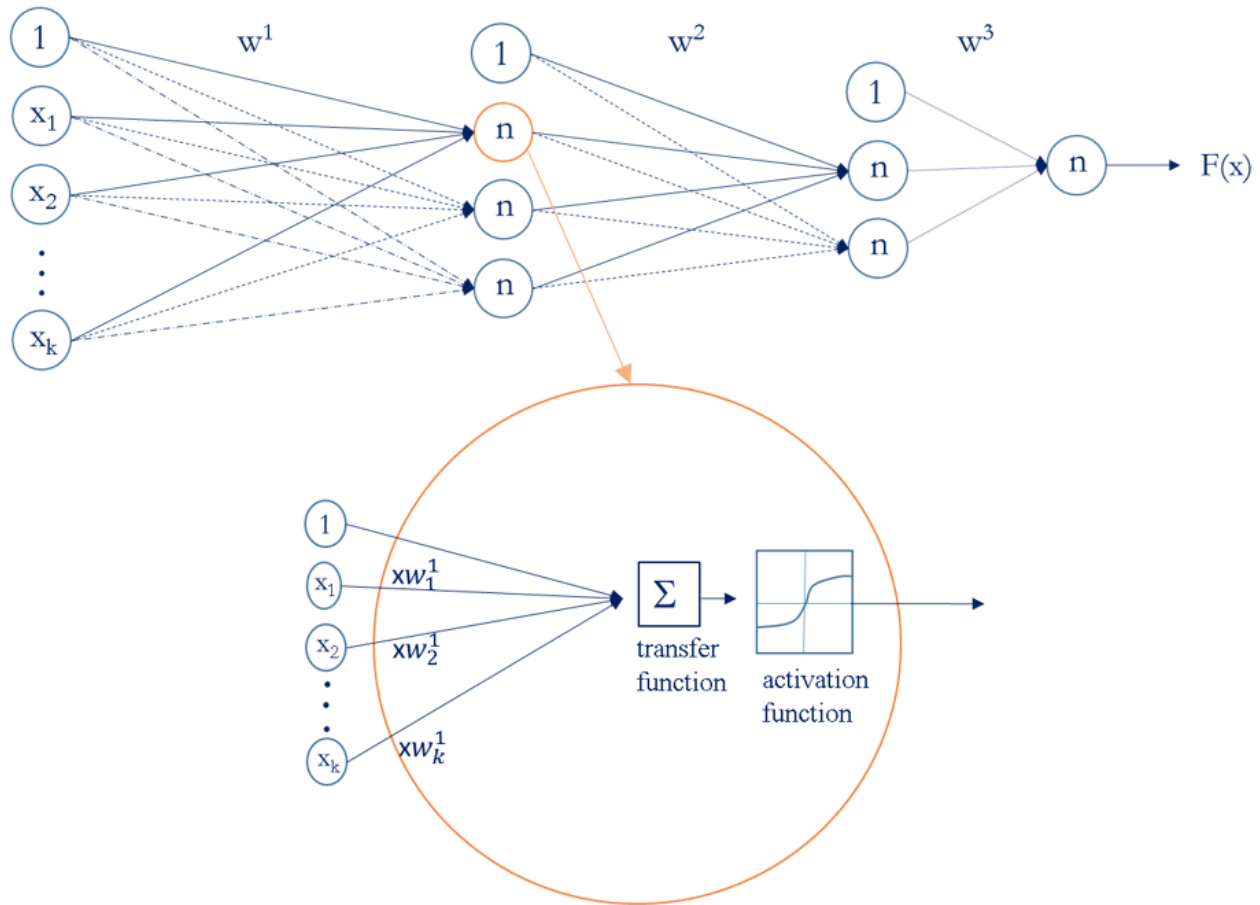 1
w¹
1
w²
w³
1
x₁
n
n
n
F(x)
x₂
n
n
n
xₖ
1
x₁
xw₁¹
Σ
x₂
xw₂¹
transfer
function
activation
function
xₖ
xwₖ¹